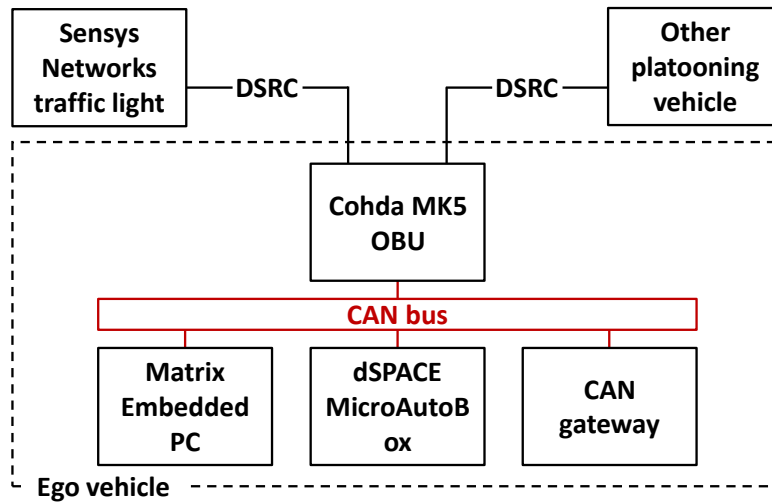 Sensys
Networks
traffic light
DSRC
DSRC
Other
platooning
vehicle
Cohda MK5
OBU
CAN bus
Matrix
Embedded
PC
dSPACE
MicroAutoB
ox
CAN
gateway
Ego vehicle